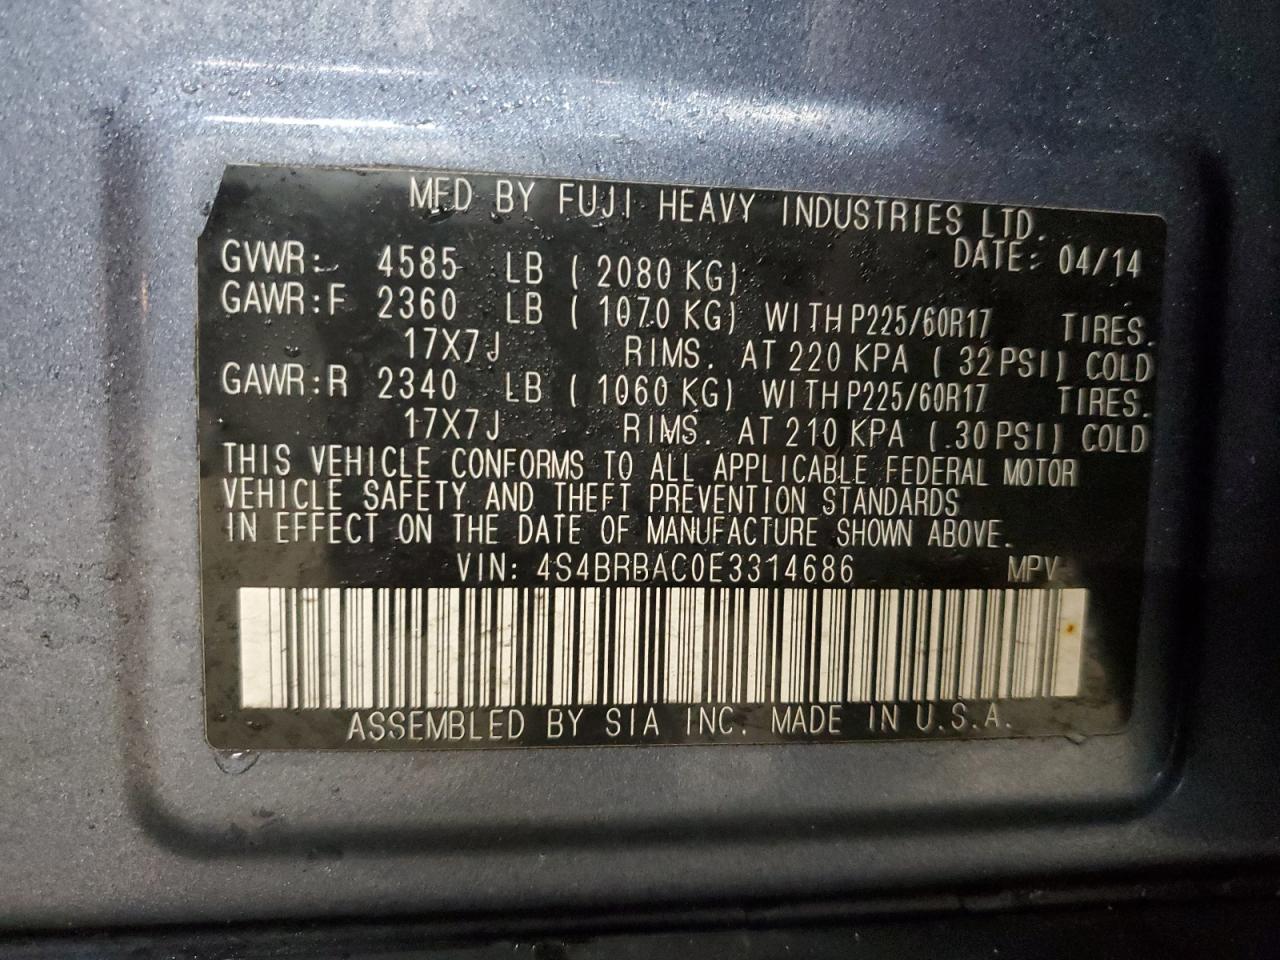 MFD BY FUJI HEAVY INDUSTRIES LTD.
DATE: 04/14
GVWR: 4585 LB ( 2080 KG)
GAWR:F 2360 LB ( 1070 KG) WITH P225/60R17 TIRES.
17X7J RIMS. AT 220 KPA ( 32 PSI) COLD
GAWR:R 2340 LB ( 1060 KG) WITH P225/60R17 TIRES.
17X7J RIMS. AT 210 KPA ( 30 PSI) COLD
THIS VEHICLE CONFORMS TO ALL APPLICABLE FEDERAL MOTOR
VEHICLE SAFETY AND THEFT PREVENTION STANDARDS
IN EFFECT ON THE DATE OF MANUFACTURE SHOWN ABOVE.
VIN: 4S4BRBAC0E3314686 MPV
ASSEMBLED BY SIA INC. MADE IN U.S.A.